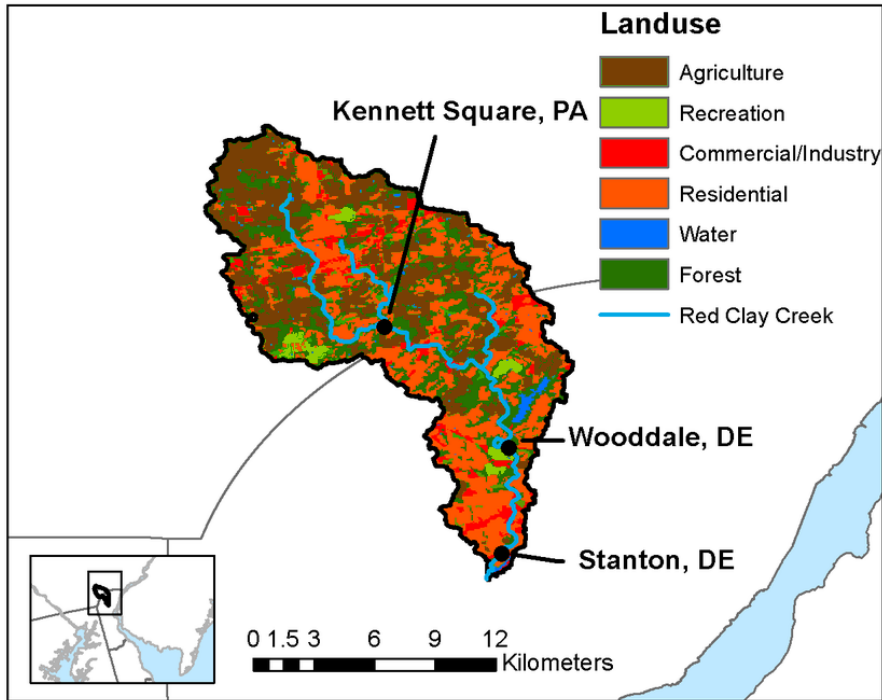 Landuse
Agriculture
Recreation
Commercial/Industry
Residential
Water
Forest
Red Clay Creek
Kennett Square, PA
Wooddale, DE
Stanton, DE
0 1.5 3 6 9 12
Kilometers